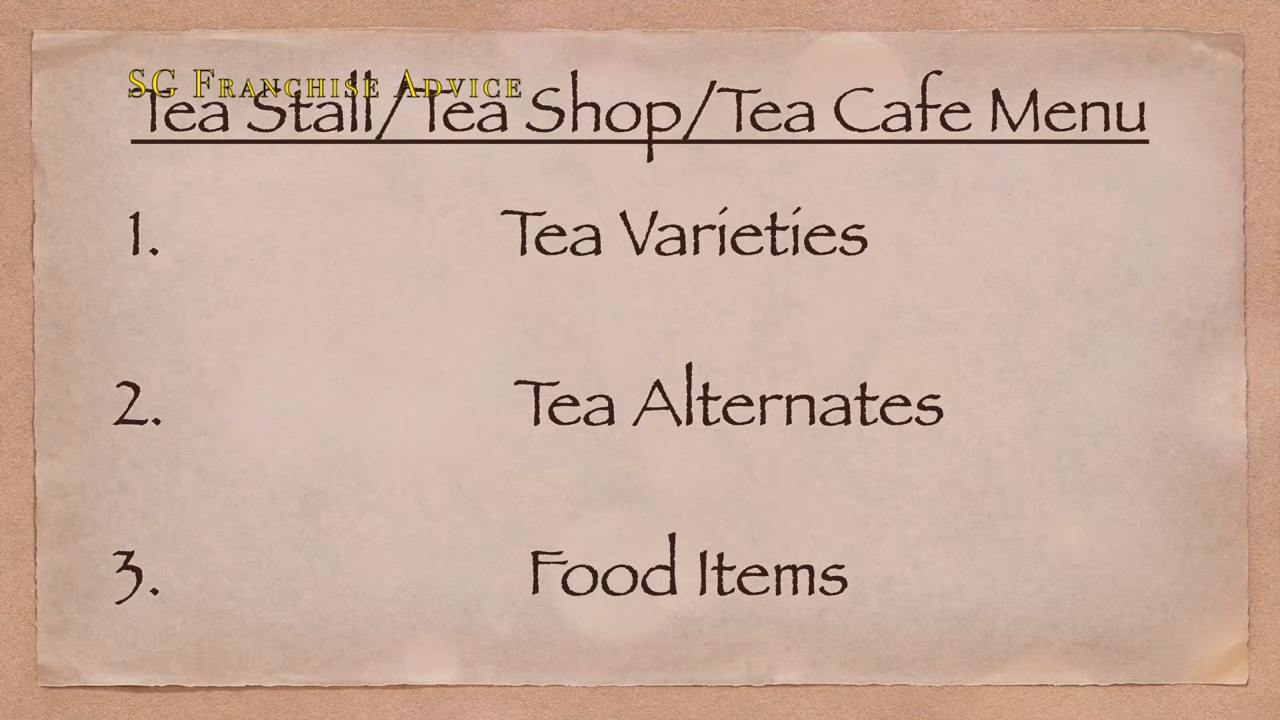 SG Franchise Advice
Tea Stall/Tea Shop/Tea Cafe Menu
1. Tea Varieties
2. Tea Alternates
3. Food Items